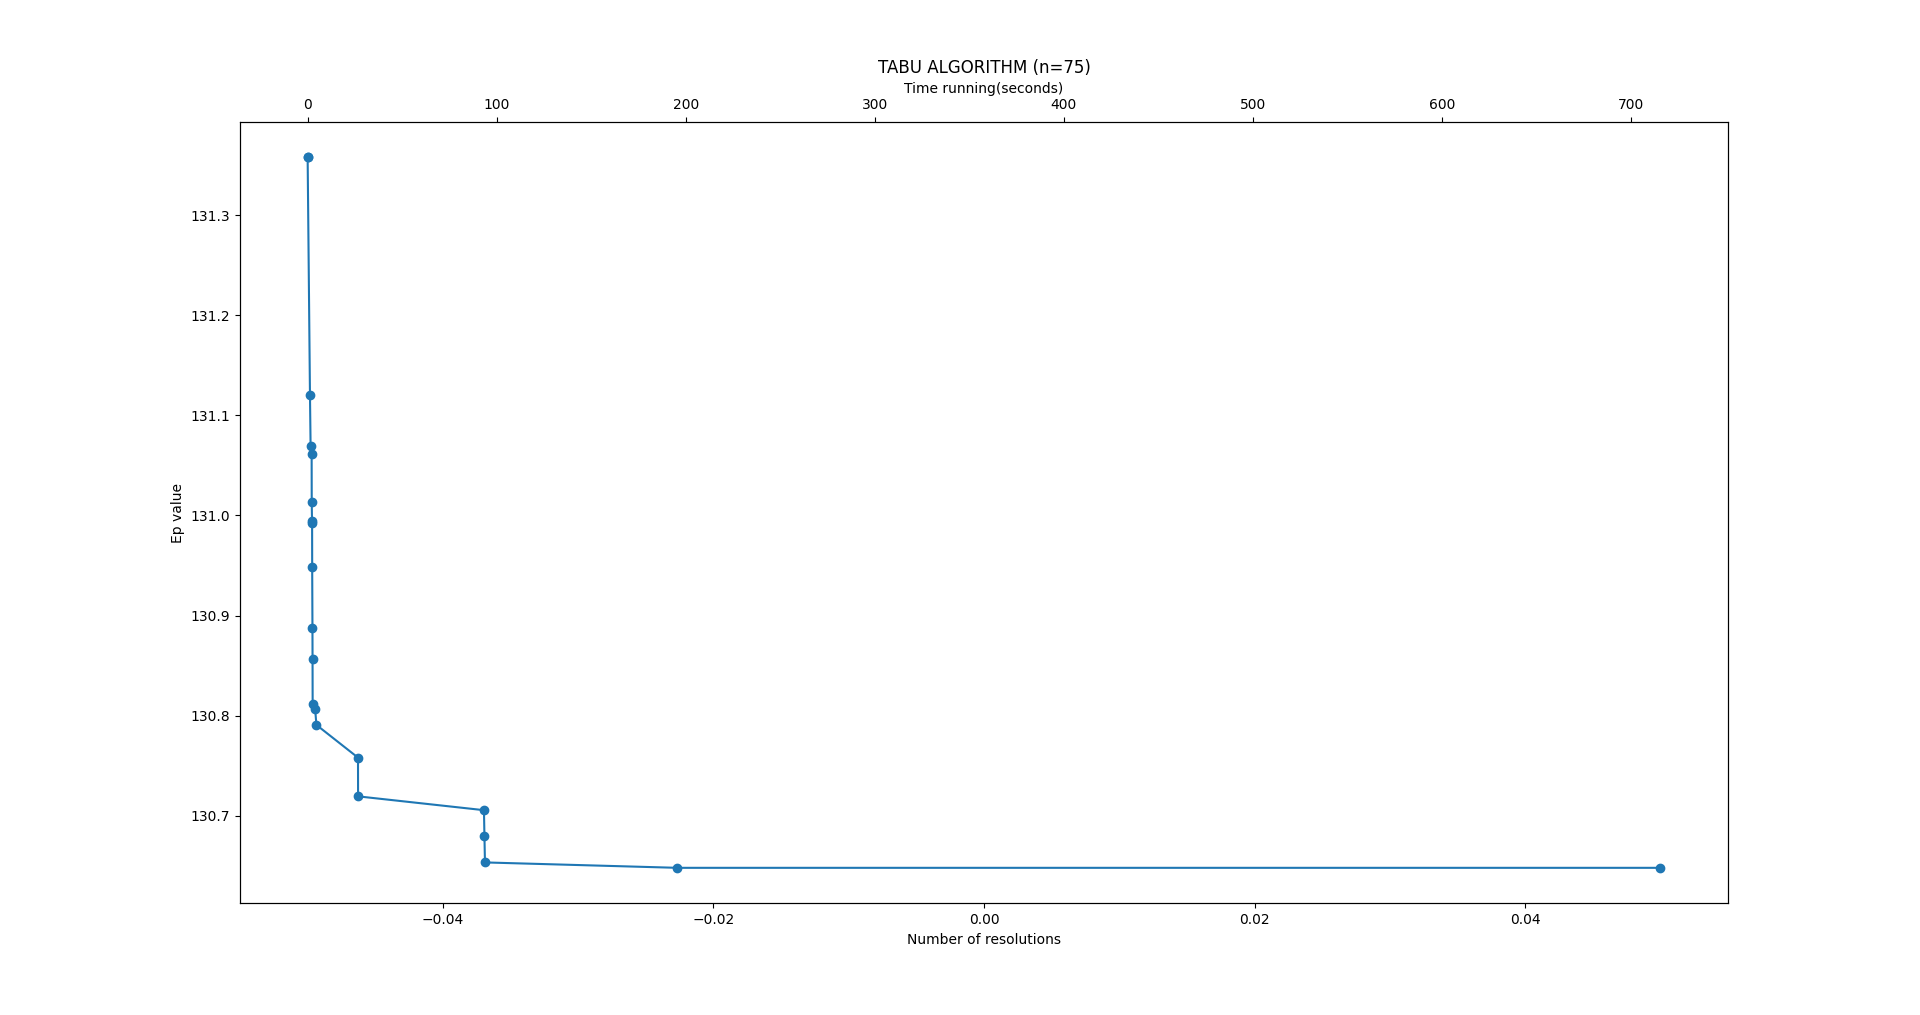 TABU ALGORITHM (n=75)
Time running(seconds)
0 100 200 300 400 500 600 700
131.3
131.2
131.1
131.0
130.9
130.8
130.7
Ep value
−0.04 −0.02 0.00 0.02 0.04
Number of resolutions